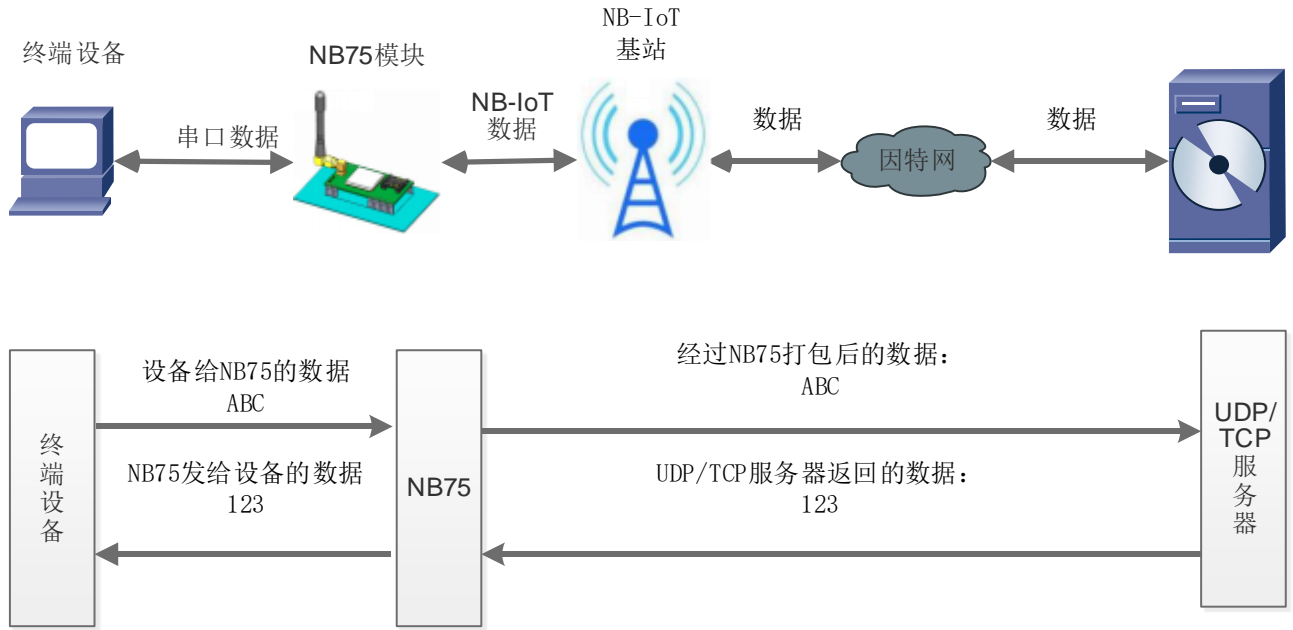 NB-IoT
基站
终端设备
NB75模块
NB-IoT
数据
串口数据
数据
数据
因特网
设备给NB75的数据
ABC
经过NB75打包后的数据：
ABC
终
端
设
备
NB75发给设备的数据
123
NB75
UDP/TCP服务器返回的数据：
123
UDP/
TCP
服
务
器